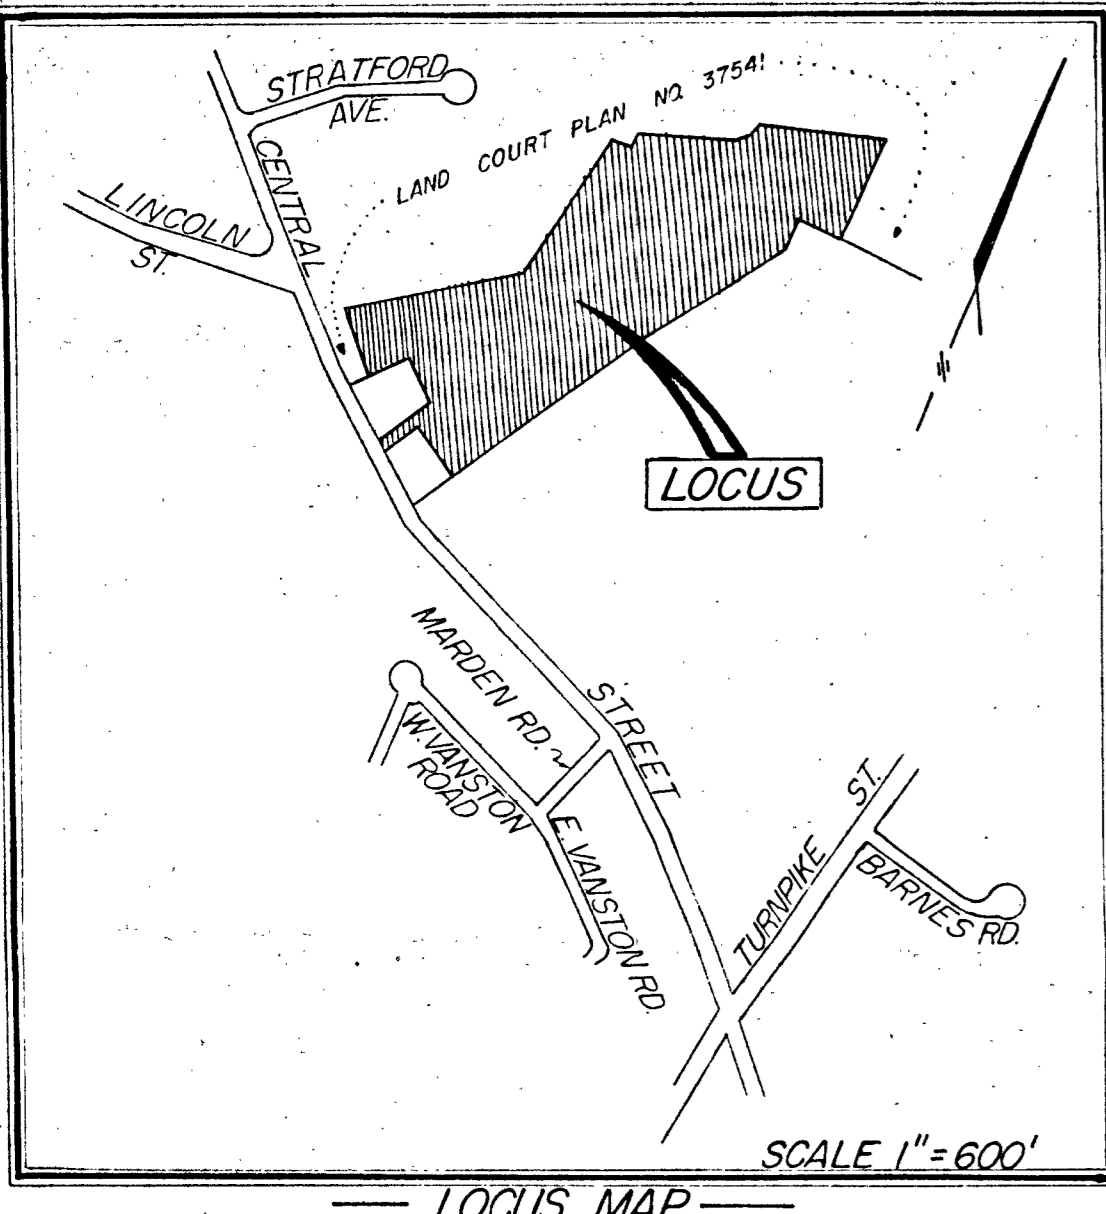 STRATFORD
AVE.
LAND COURT PLAN NO. 37541
CENTRAL
LINCOLN
ST.
LOCUS
MARDEN RD.
STREET
W. VANSTON
ROAD
E. VANSTON RD.
TURNPIKE ST.
BARNES RD.
SCALE 1" = 600'
LOCUS MAP